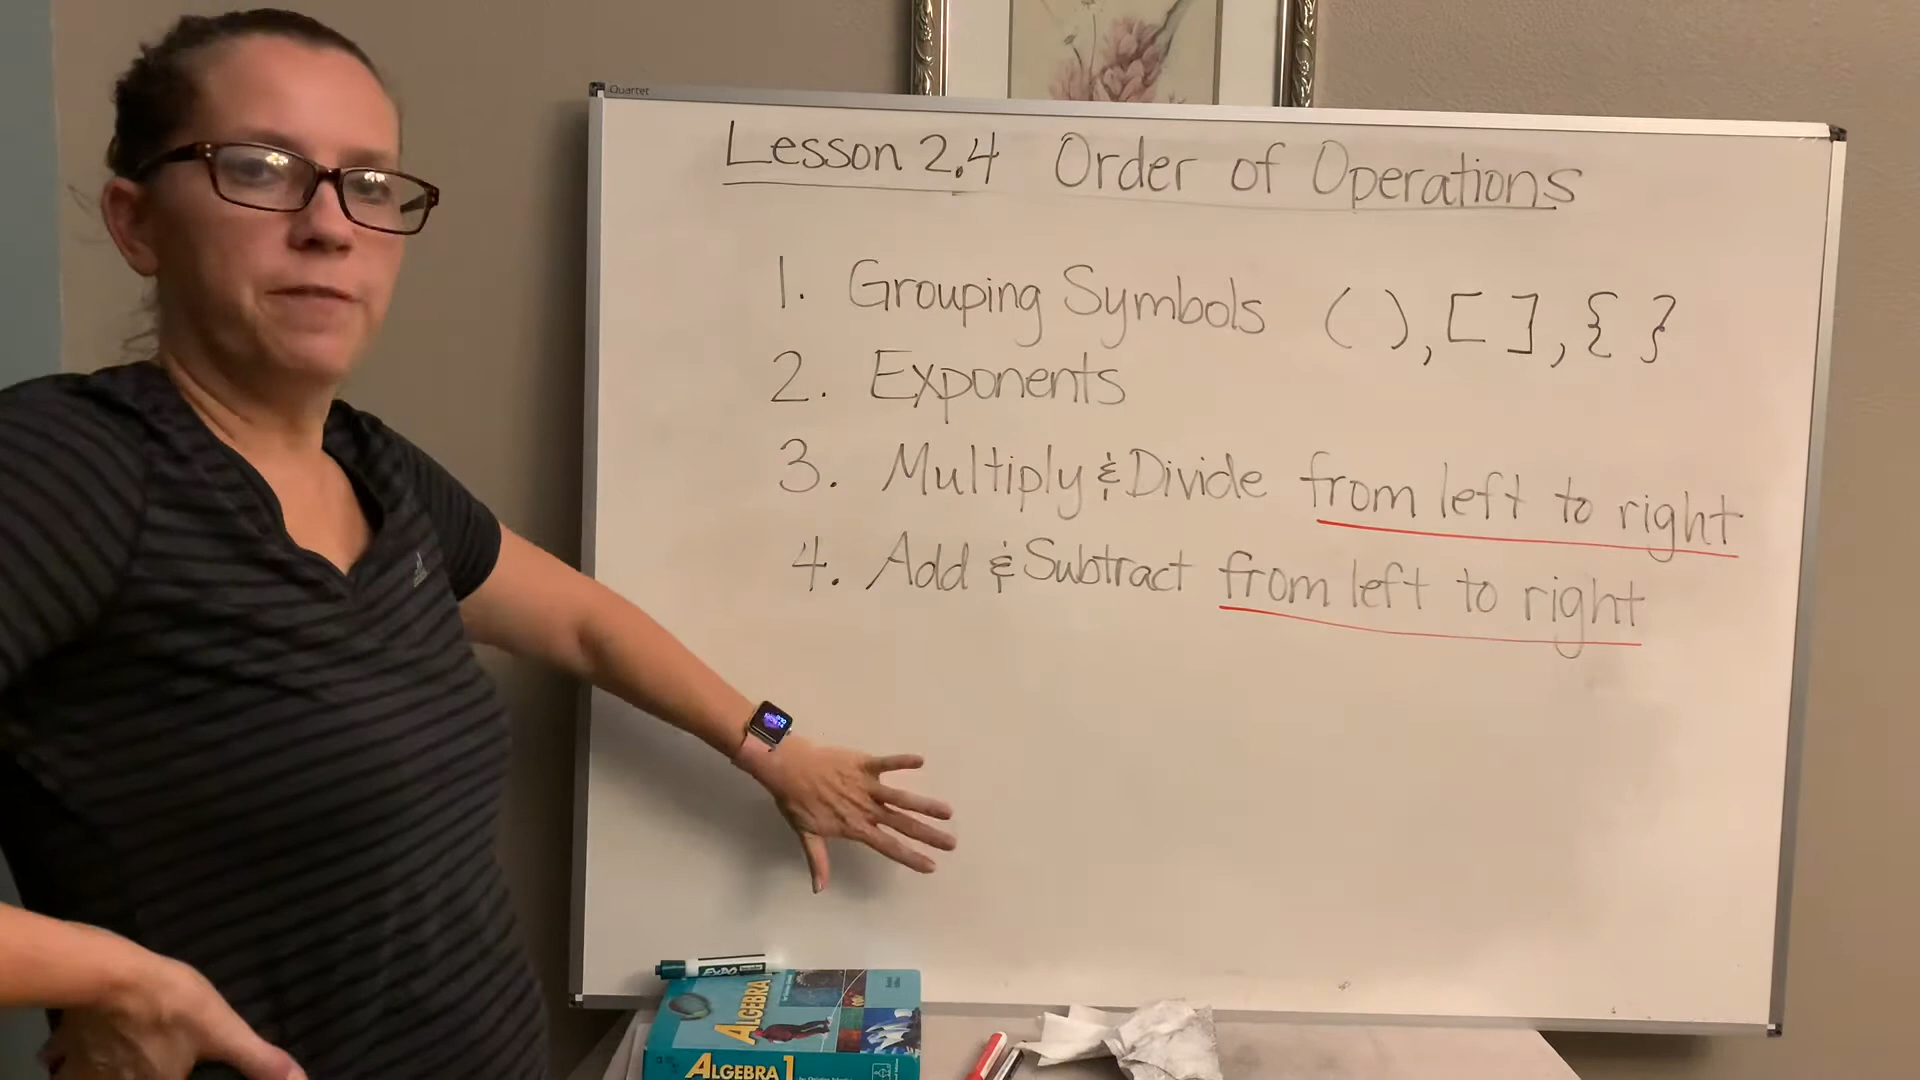 Quartet
Lesson 2.4 Order of Operations
1. Grouping Symbols ( ), [ ], { }
2. Exponents
3. Multiply & Divide from left to right
4. Add & Subtract from left to right
EXPO
ALGEBRA
ALGEBRA 1